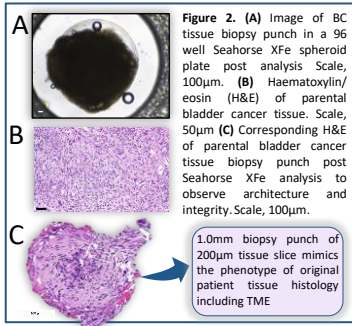 A
Figure 2. (A) Image of BC
tissue biopsy punch in a 96
well Seahorse XFe spheroid
plate post analysis Scale,
100µm. (B) Haematoxylin/
eosin (H&E) of parental
bladder cancer tissue. Scale,
50µm (C) Corresponding H&E
of parental bladder cancer
tissue biopsy punch post
Seahorse XFe analysis to
observe architecture and
integrity. Scale, 100µm.
B
C
1.0mm biopsy punch of
200µm tissue slice mimics
the phenotype of original
patient tissue histology
including TME